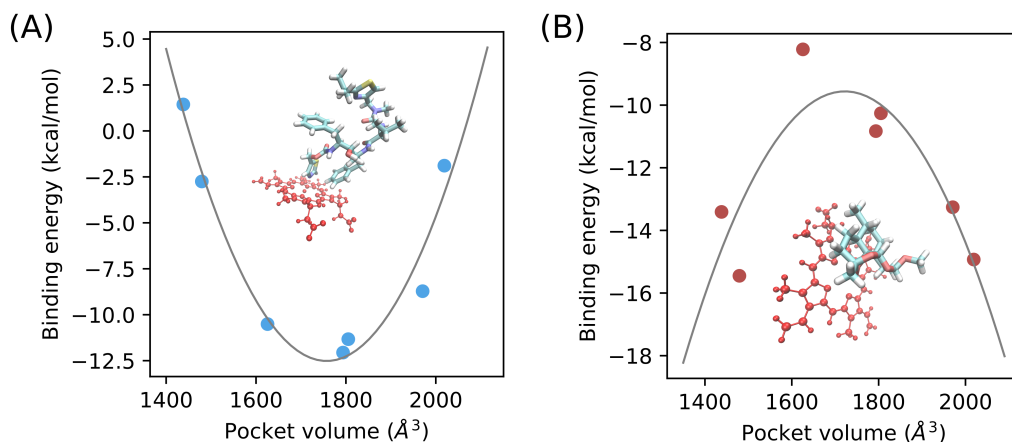 (A)
5.0
2.5
0.0
−2.5
−5.0
−7.5
−10.0
−12.5
Binding energy (kcal/mol)
1400 1600 1800 2000
Pocket volume (Å³)
(B)
−8
−10
−12
−14
−16
−18
Binding energy (kcal/mol)
1400 1600 1800 2000
Pocket volume (Å³)